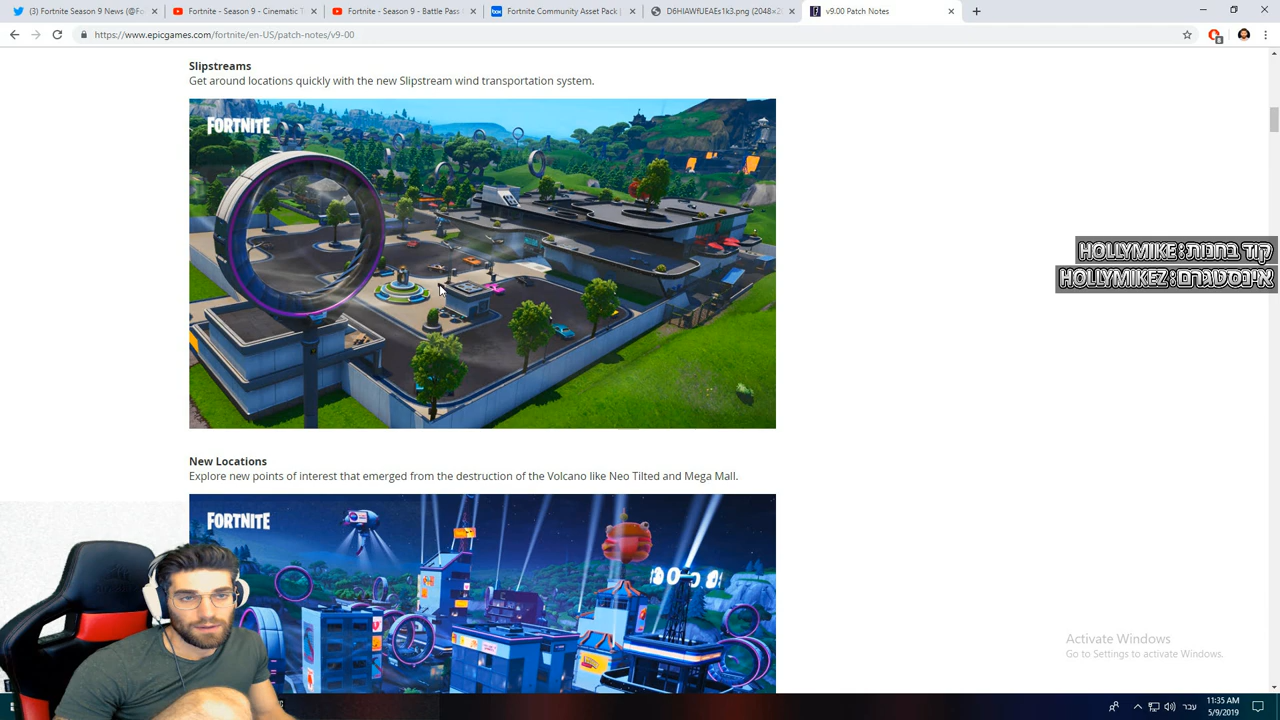 (3) Fortnite Season 9 News (@Fo
Fortnite - Season 9 - Cinematic T
Fortnite - Season 9 - Battle Pass
box
Fortnite Community Asset Pack |
D6HIAWfUEAEs1k3.png (2048×20
v9.00 Patch Notes
https://www.epicgames.com/fortnite/en-US/patch-notes/v9-00
Slipstreams
Get around locations quickly with the new Slipstream wind transportation system.
FORTNITE
קוד בחנות: HOLLYMIKE
אינסטגרם: HOLLYMIKEZ
New Locations
Explore new points of interest that emerged from the destruction of the Volcano like Neo Tilted and Mega Mall.
FORTNITE
Activate Windows
Go to Settings to activate Windows.
11:35 AM
עבר
5/9/2019